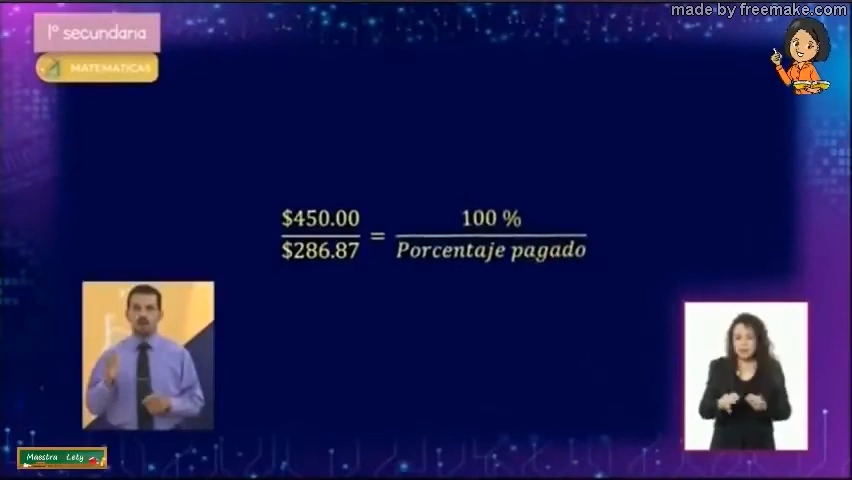 made by freemake.com
1° secundaria
MATEMÁTICAS
$450.00 / $286.87 = 100 % / Porcentaje pagado
Maestra Lety